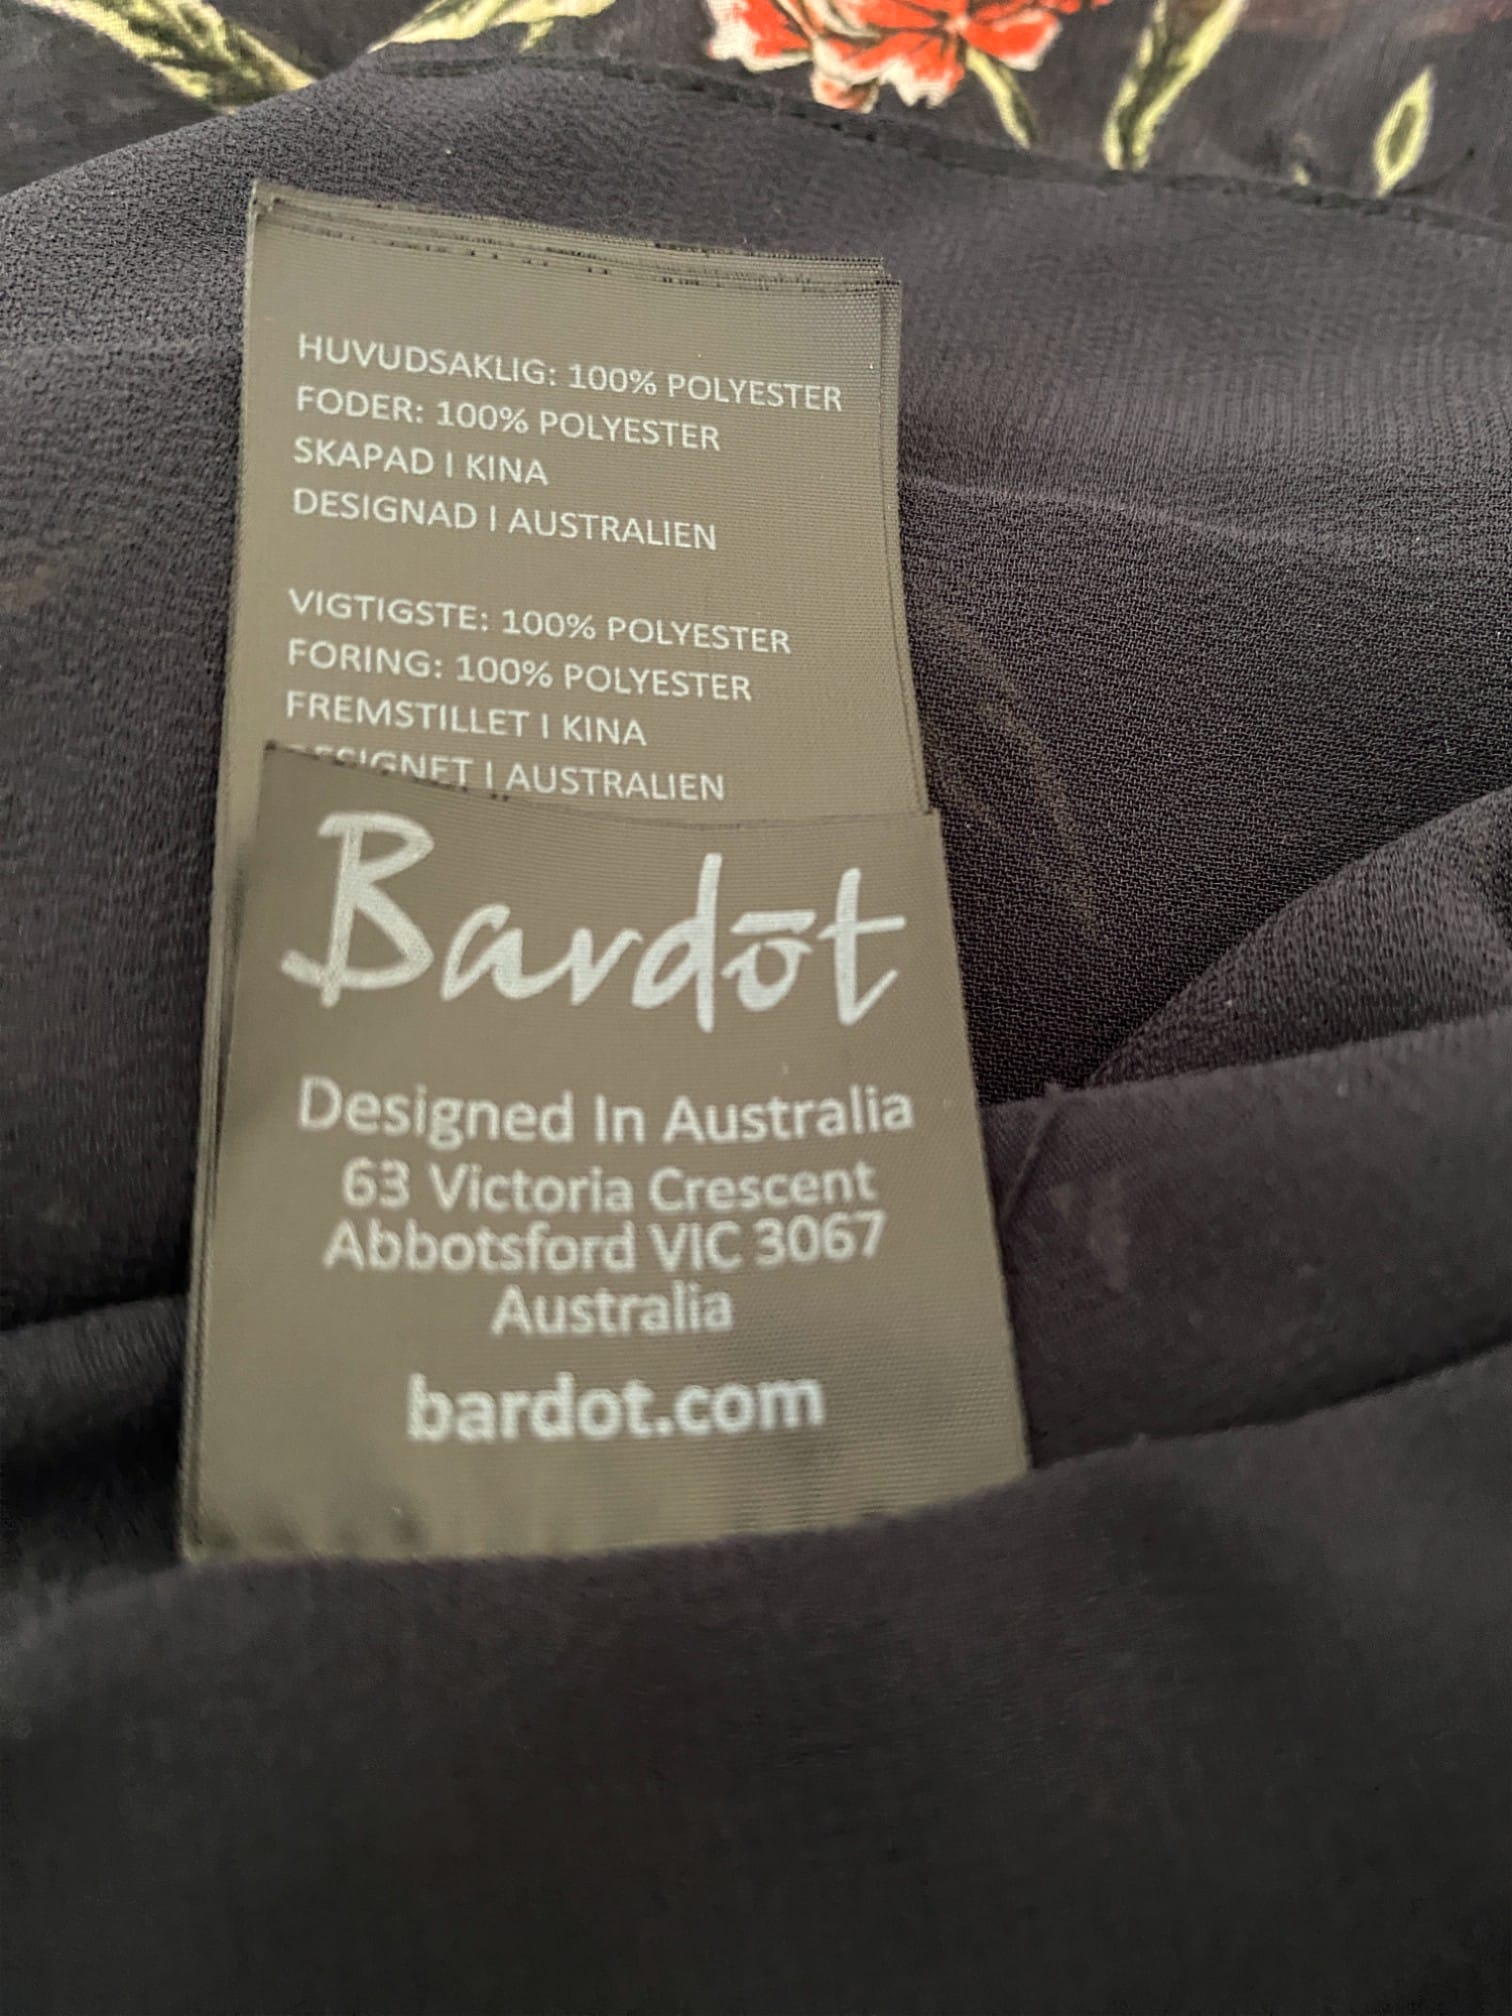 HUVUDSAKLIG: 100% POLYESTER
FODER: 100% POLYESTER
SKAPAD I KINA
DESIGNAD I AUSTRALIEN
VIGTIGSTE: 100% POLYESTER
FORING: 100% POLYESTER
FREMSTILLET I KINA
DESIGNET I AUSTRALIEN
Bardōt
Designed In Australia
63 Victoria Crescent
Abbotsford VIC 3067
Australia
bardot.com